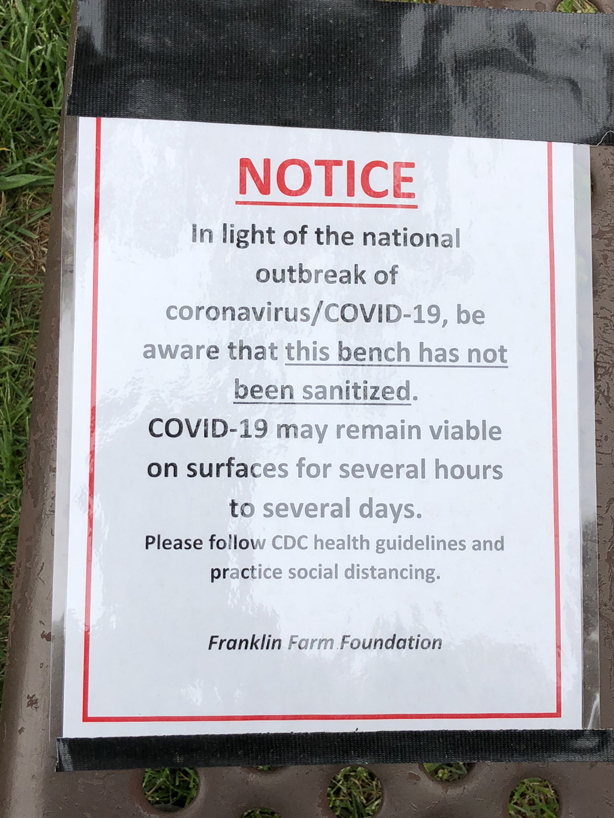 NOTICE
In light of the national
outbreak of
coronavirus/COVID-19, be
aware that this bench has not
been sanitized.
COVID-19 may remain viable
on surfaces for several hours
to several days.
Please follow CDC health guidelines and
practice social distancing.
Franklin Farm Foundation